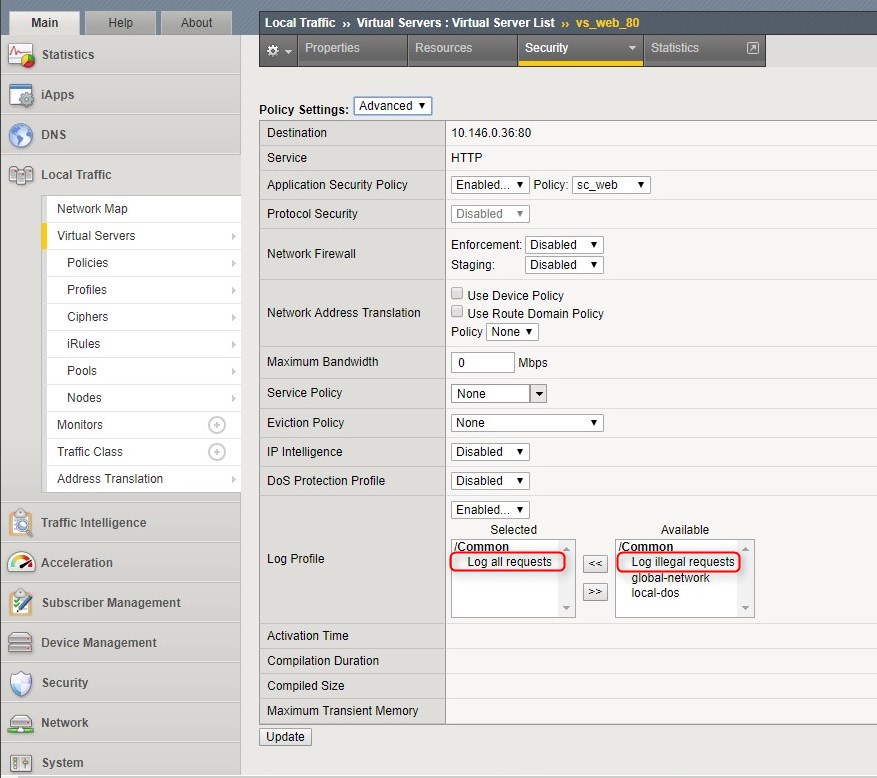 Main Help About
Local Traffic ›› Virtual Servers : Virtual Server List ›› vs_web_80
Properties Resources Security Statistics
Statistics
iApps
DNS
Local Traffic
Network Map
Virtual Servers
Policies
Profiles
Ciphers
iRules
Pools
Nodes
Monitors
Traffic Class
Address Translation
Traffic Intelligence
Acceleration
Subscriber Management
Device Management
Security
Network
System
Policy Settings: Advanced
Destination 10.146.0.36:80
Service HTTP
Application Security Policy Enabled... Policy: sc_web
Protocol Security Disabled
Network Firewall
Enforcement: Disabled
Staging: Disabled
Network Address Translation
Use Device Policy
Use Route Domain Policy
Policy None
Maximum Bandwidth 0 Mbps
Service Policy None
Eviction Policy None
IP Intelligence Disabled
DoS Protection Profile Disabled
Log Profile
Enabled...
Selected Available
/Common /Common
Log all requests << Log illegal requests
global-network
>> local-dos
Activation Time
Compilation Duration
Compiled Size
Maximum Transient Memory
Update